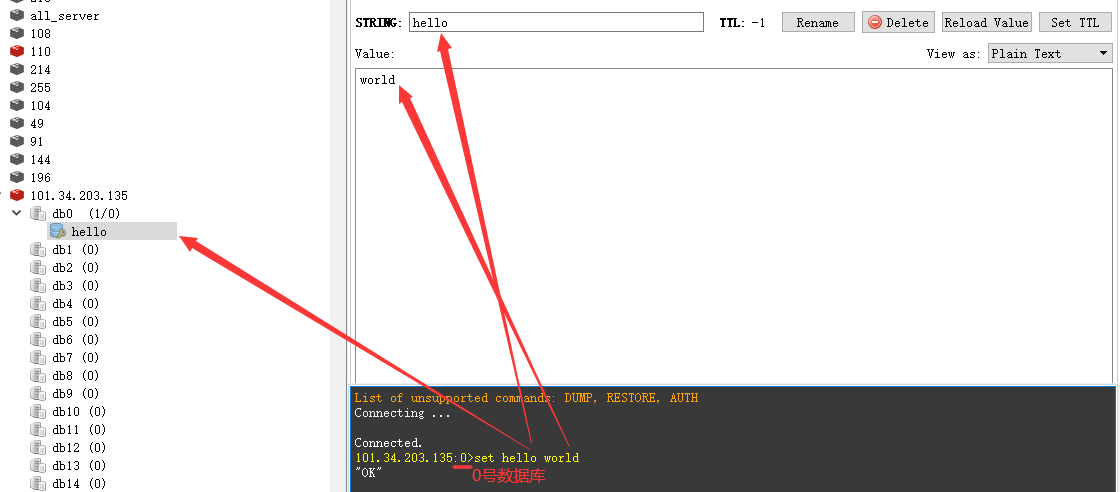 all_server
108
110
214
255
104
49
91
144
196
101.34.203.135
db0 (1/0)
hello
db1 (0)
db2 (0)
db3 (0)
db4 (0)
db5 (0)
db6 (0)
db7 (0)
db8 (0)
db9 (0)
db10 (0)
db11 (0)
db12 (0)
db13 (0)
db14 (0)
STRING: hello TTL: -1 Rename Delete Reload Value Set TTL
Value: View as: Plain Text
world
List of unsupported commands: DUMP, RESTORE, AUTH
Connecting ...
Connected.
101.34.203.135:0>set hello world
"OK"
0号数据库